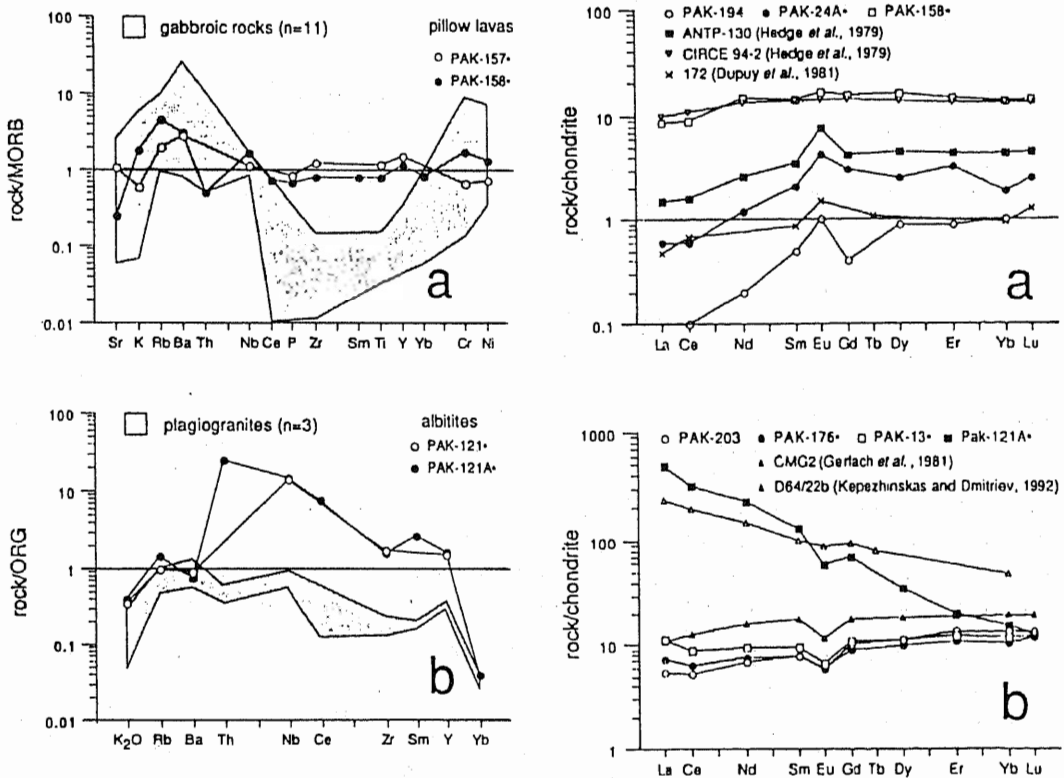 gabbroic rocks (n=11)
pillow lavas
PAK-157•
PAK-158•
100
10
1
0.1
0.01
rock/MORB
a
Sr K Rb Ba Th Nb Ce P Zr Sm Ti Y Yb Cr Ni
PAK-194 PAK-24A• PAK-158•
ANTP-130 (Hedge et al., 1979)
CIRCE 94-2 (Hedge et al., 1979)
172 (Dupuy et al., 1981)
100
10
1
0.1
rock/chondrite
a
La Ce Nd Sm Eu Gd Tb Dy Er Yb Lu
plagiogranites (n=3)
albitites
PAK-121•
PAK-121A•
100
10
1
0.1
0.01
rock/ORG
b
K2O Rb Ba Th Nb Ce Zr Sm Y Yb
PAK-203 PAK-176• PAK-13• Pak-121A•
CMG2 (Gerlach et al., 1981)
D64/22b (Kepezhinskas and Dmitriev, 1992)
1000
100
10
1
rock/chondrite
b
La Ce Nd Sm Eu Gd Tb Dy Er Yb Lu